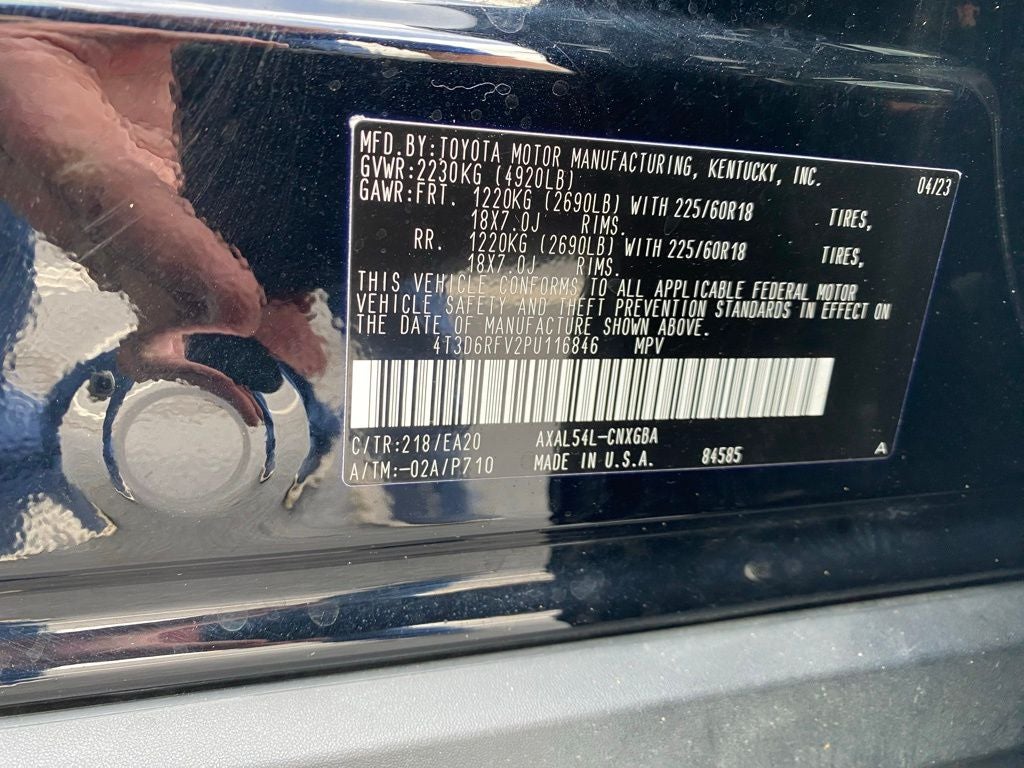 MFD.BY:TOYOTA MOTOR MANUFACTURING, KENTUCKY, INC. 04/23
GVWR:2230KG (4920LB)
GAWR:FRT. 1220KG (2690LB) WITH 225/60R18 TIRES,
18X7.0J RIMS.
RR. 1220KG (2690LB) WITH 225/60R18 TIRES,
18X7.0J RIMS.
THIS VEHICLE CONFORMS TO ALL APPLICABLE FEDERAL MOTOR
VEHICLE SAFETY AND THEFT PREVENTION STANDARDS IN EFFECT ON
THE DATE OF MANUFACTURE SHOWN ABOVE.
4T3D6RFV2PU116846 MPV
C/TR:218/EA20 AXAL54L-CNXGBA
A/TM:-02A/P710 MADE IN U.S.A. 84585 A